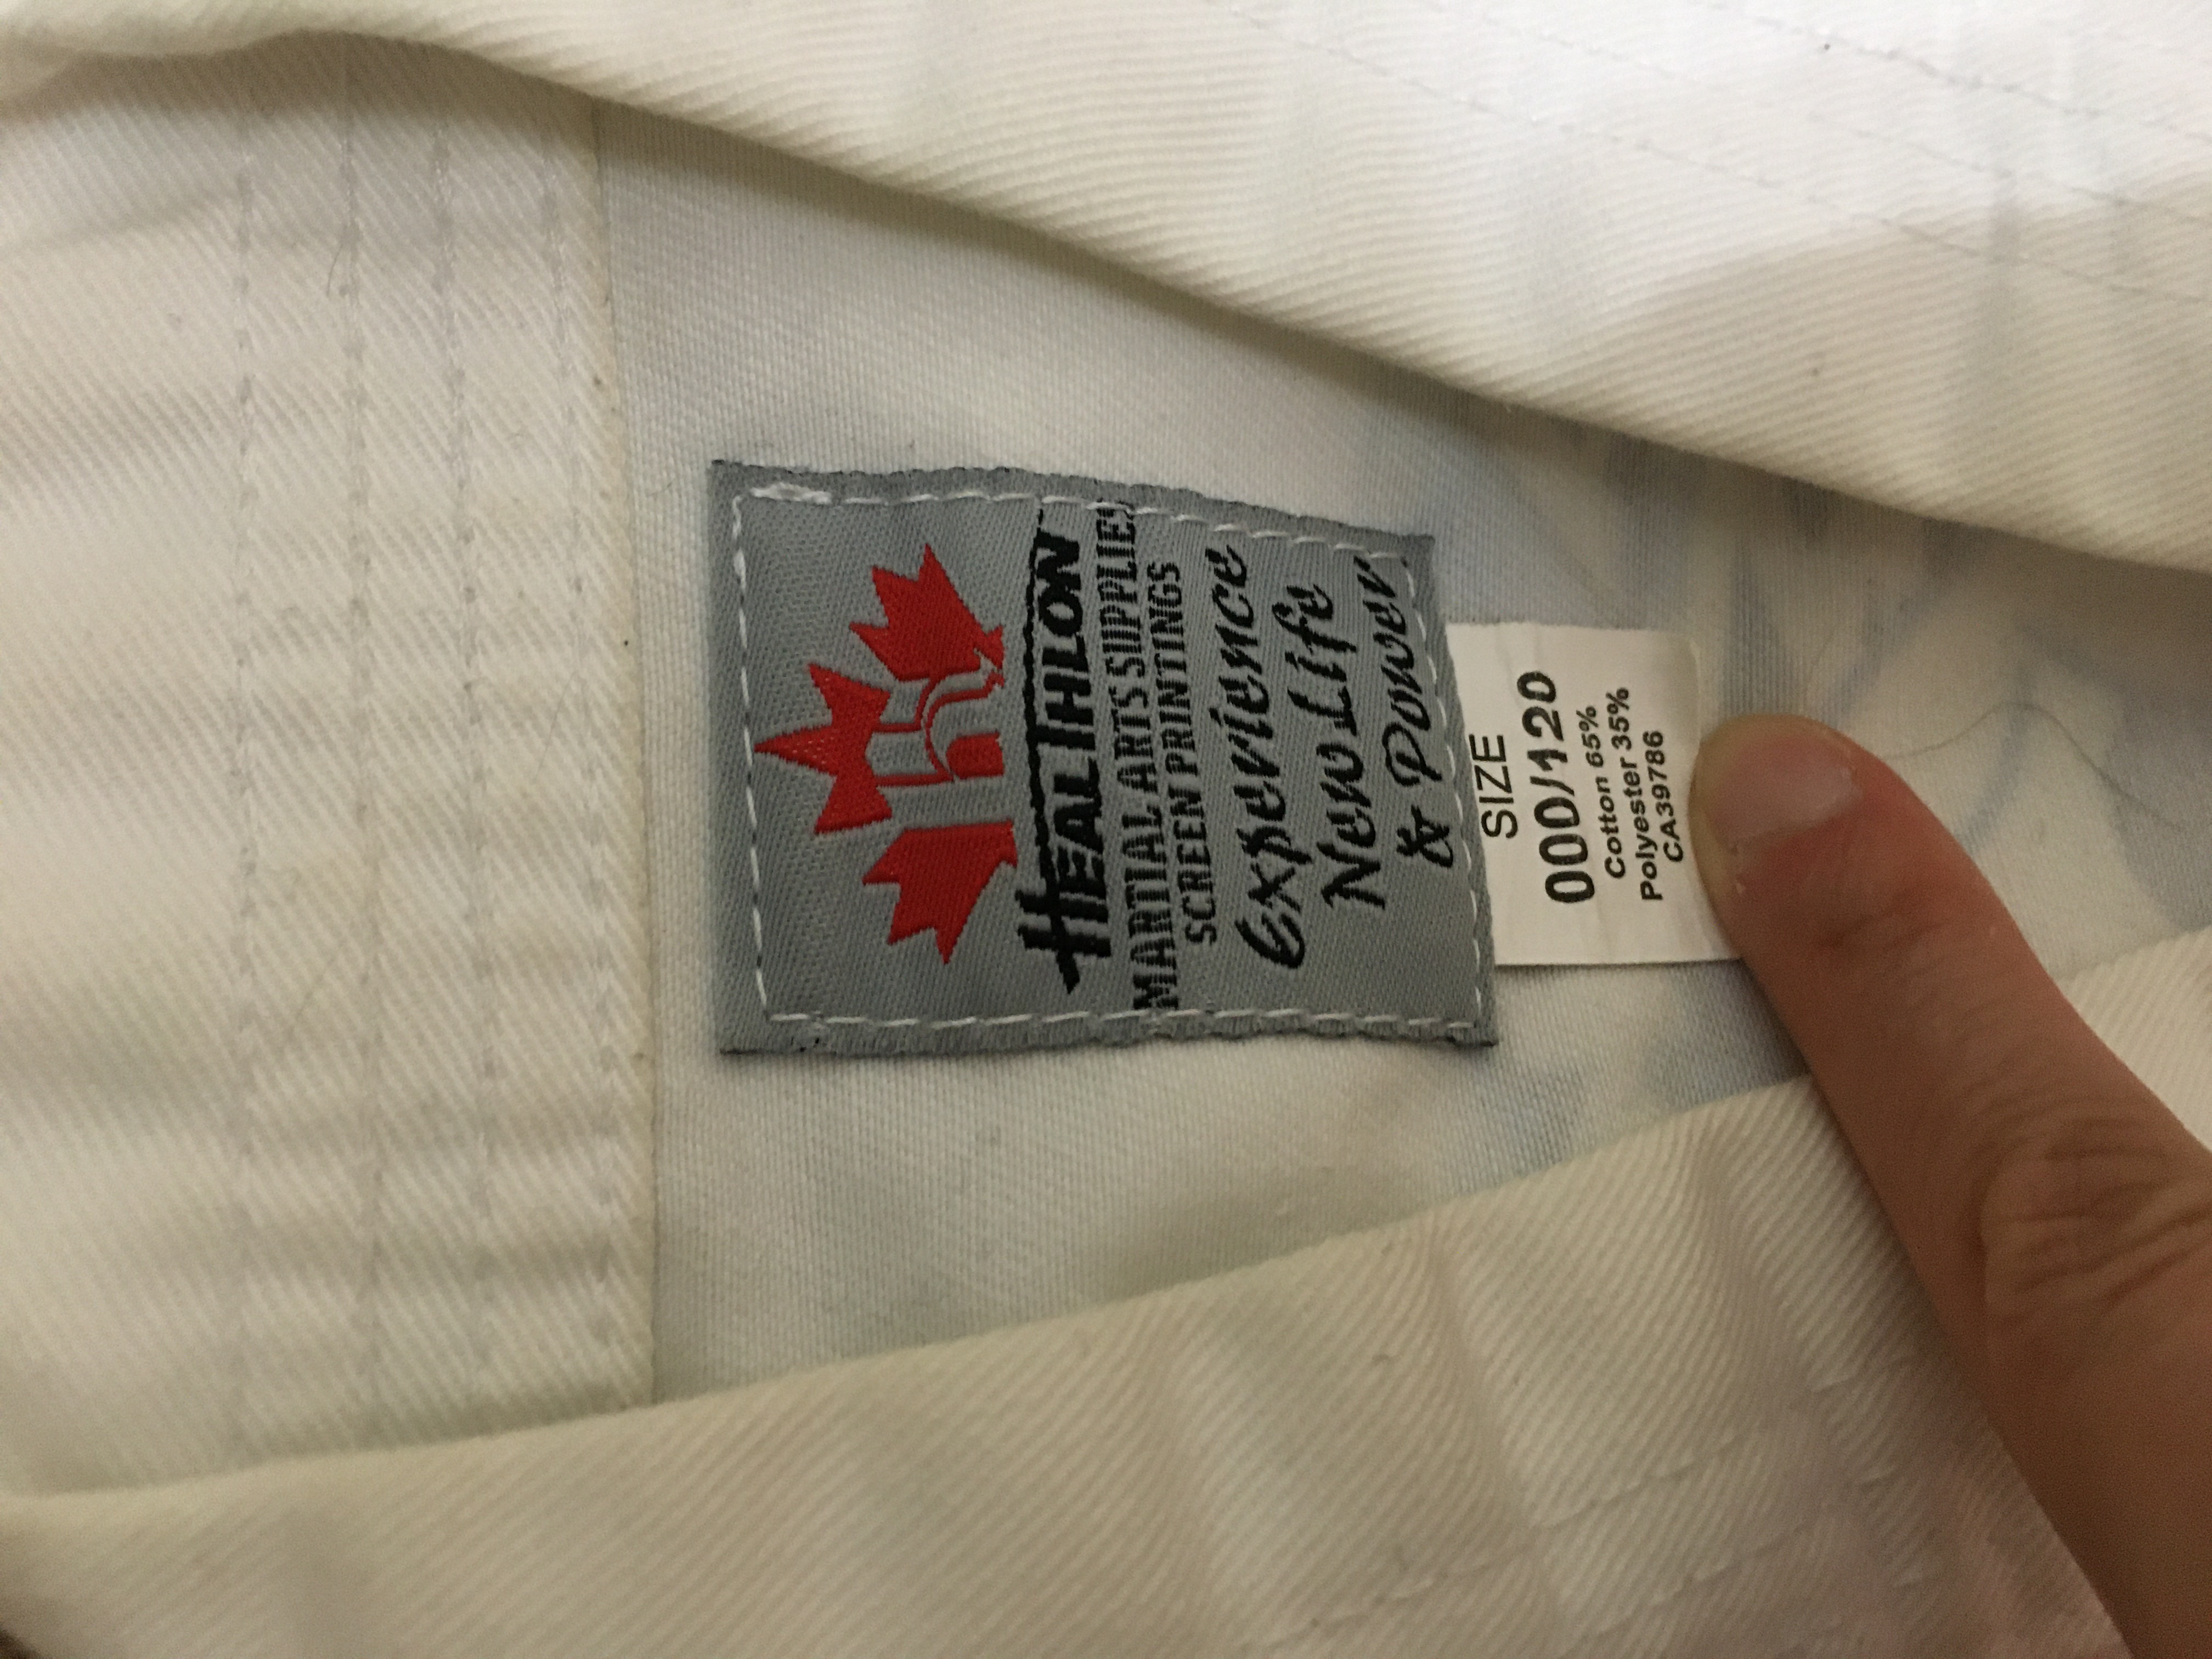 HEALTHLON
MARTIAL ARTS SUPPLIES
SCREEN PRINTINGS
Experience
New Life
& Power
SIZE
000/120
Cotton 65%
Polyester 35%
CA39786